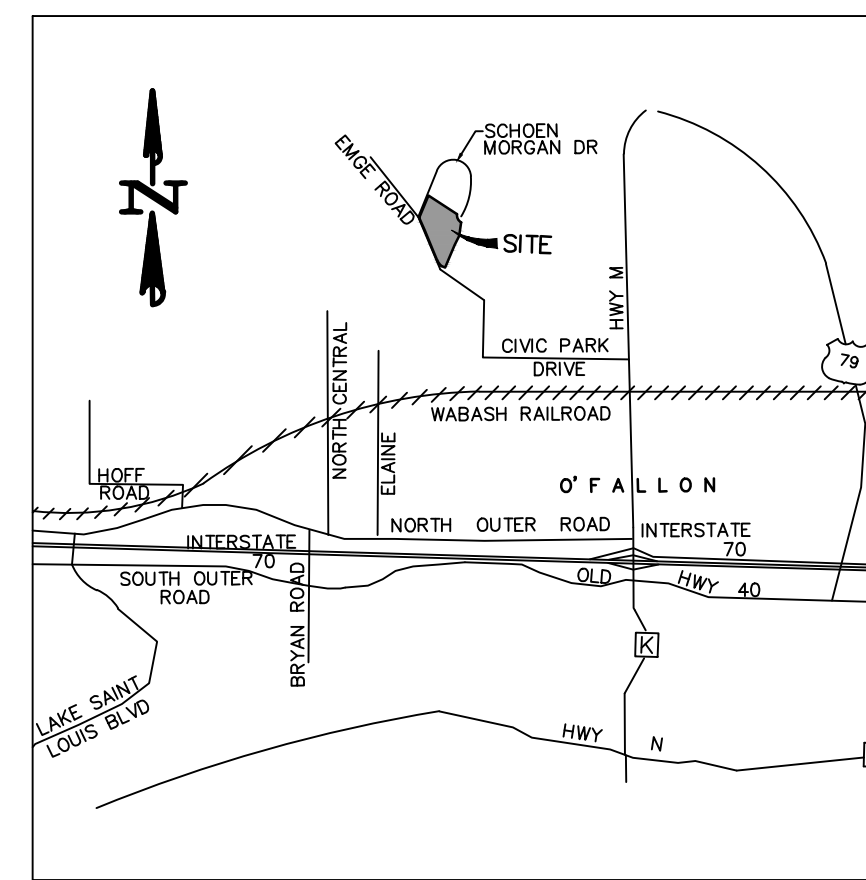 N
SCHOEN
MORGAN DR
EMGE ROAD
SITE
HWY M
79
CIVIC PARK
DRIVE
NORTH CENTRAL
ELAINE
WABASH RAILROAD
HOFF
ROAD
O'FALLON
NORTH OUTER ROAD
INTERSTATE
70
INTERSTATE
70
SOUTH OUTER
ROAD
BRYAN ROAD
OLD HWY 40
K
LAKE SAINT
LOUIS BLVD
HWY N